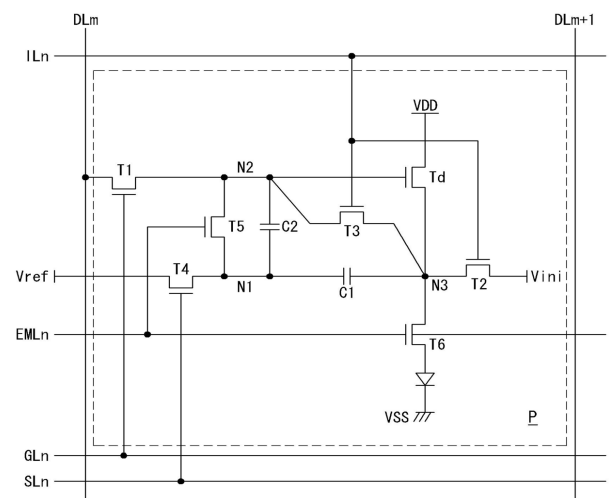 DLm DLm+1
ILn
VDD
T1 N2 Td
T5 C2 T3
Vref T4 N1 C1 N3 T2 Vini
EMLn T6
VSS P
GLn
SLn